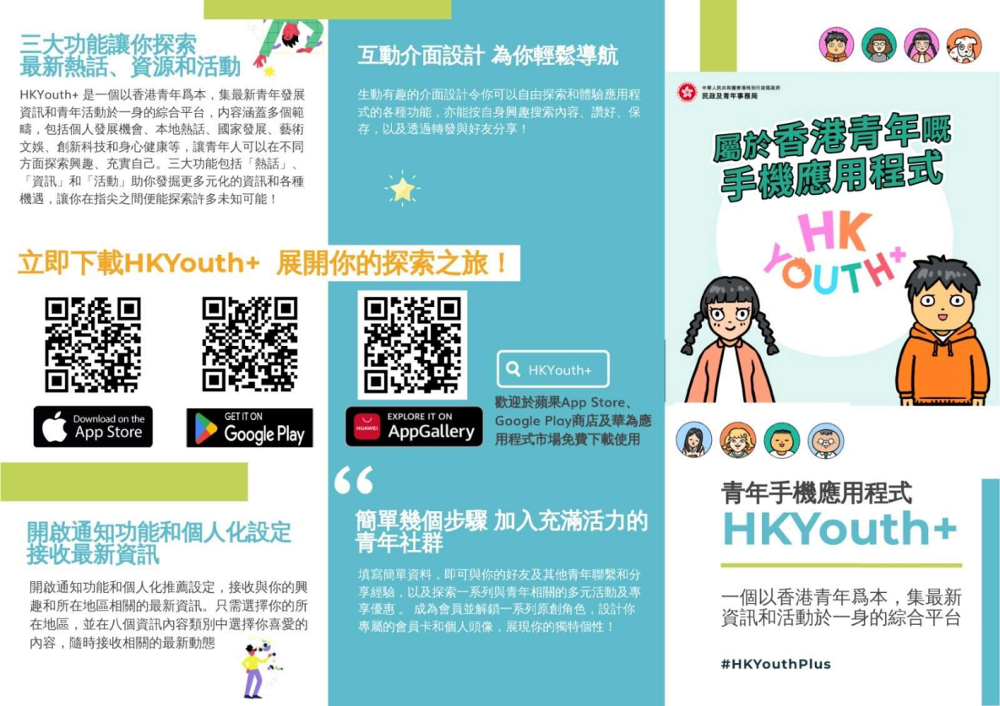 三大功能讓你探索
最新熱話、資源和活動
HKYouth+ 是一個以香港青年爲本，集最新青年發展
資訊和青年活動於一身的綜合平台，內容涵蓋多個範
疇，包括個人發展機會、本地熱話、國家發展、藝術
文娛、創新科技和身心健康等，讓青年人可以在不同
方面探索興趣、充實自己。三大功能包括「熱話」、
「資訊」和「活動」助你發掘更多元化的資訊和各種
機遇，讓你在指尖之間便能探索許多未知可能！
互動介面設計 為你輕鬆導航
生動有趣的介面設計令你可以自由探索和體驗應用程
式的各種功能，亦能按自身興趣搜索內容、讚好、保
存，以及透過轉發與好友分享！
立即下載HKYouth+ 展開你的探索之旅！
Download on the
App Store
GET IT ON
Google Play
HUAWEI
EXPLORE IT ON
AppGallery
HKYouth+
歡迎於蘋果App Store、
Google Play商店及華為應
用程式市場免費下載使用
開啟通知功能和個人化設定
接收最新資訊
開啟通知功能和個人化推薦設定，接收與你的興
趣和所在地區相關的最新資訊。只需選擇你的所
在地區，並在八個資訊內容類別中選擇你喜愛的
內容，隨時接收相關的最新動態
“
簡單幾個步驟 加入充滿活力的
青年社群
填寫簡單資料，即可與你的好友及其他青年聯繫和分
享經驗，以及探索一系列與青年相關的多元活動及專
享優惠 。 成為會員並解鎖一系列原創角色，設計你
專屬的會員卡和個人頭像，展現你的獨特個性！
中華人民共和國香港特別行政區政府
民政及青年事務局
屬於香港青年嘅
手機應用程式
HK
YOUTH+
青年手機應用程式
HKYouth+
一個以香港青年爲本，集最新
資訊和活動於一身的綜合平台
#HKYouthPlus